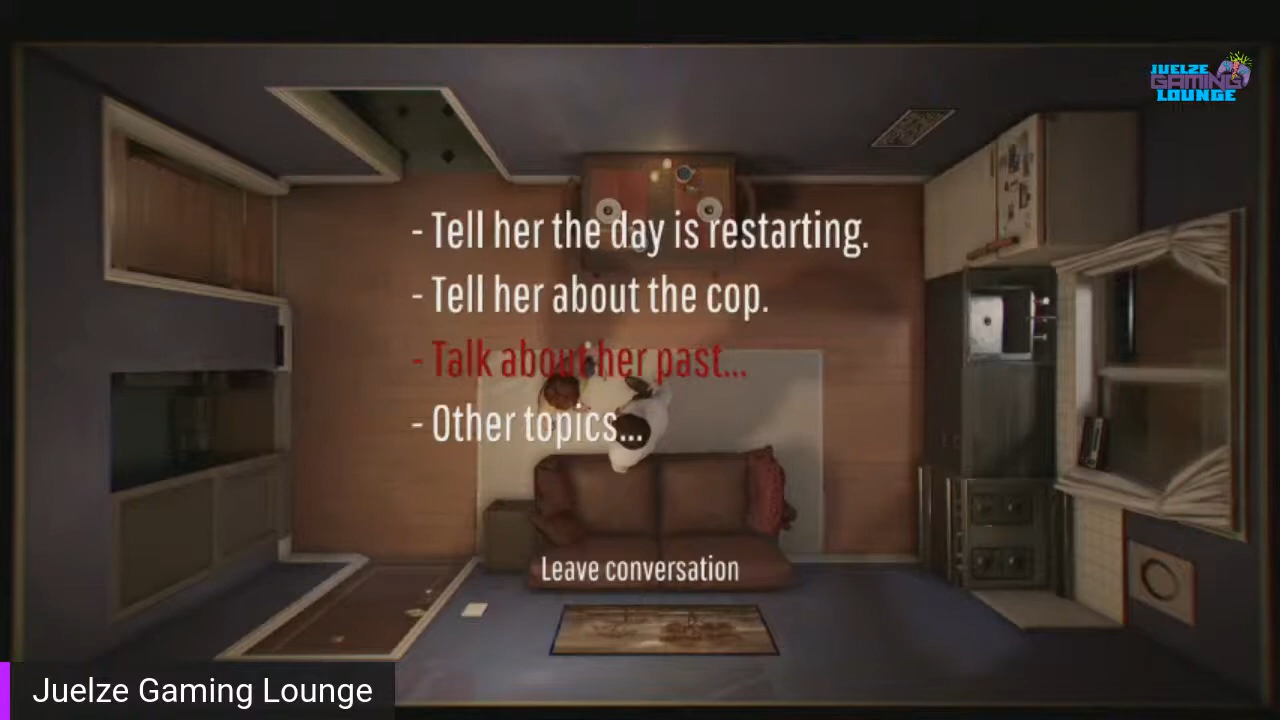 JUELZE
GAMING
LOUNGE
- Tell her the day is restarting.
- Tell her about the cop.
- Talk about her past...
- Other topics...
Leave conversation
Juelze Gaming Lounge